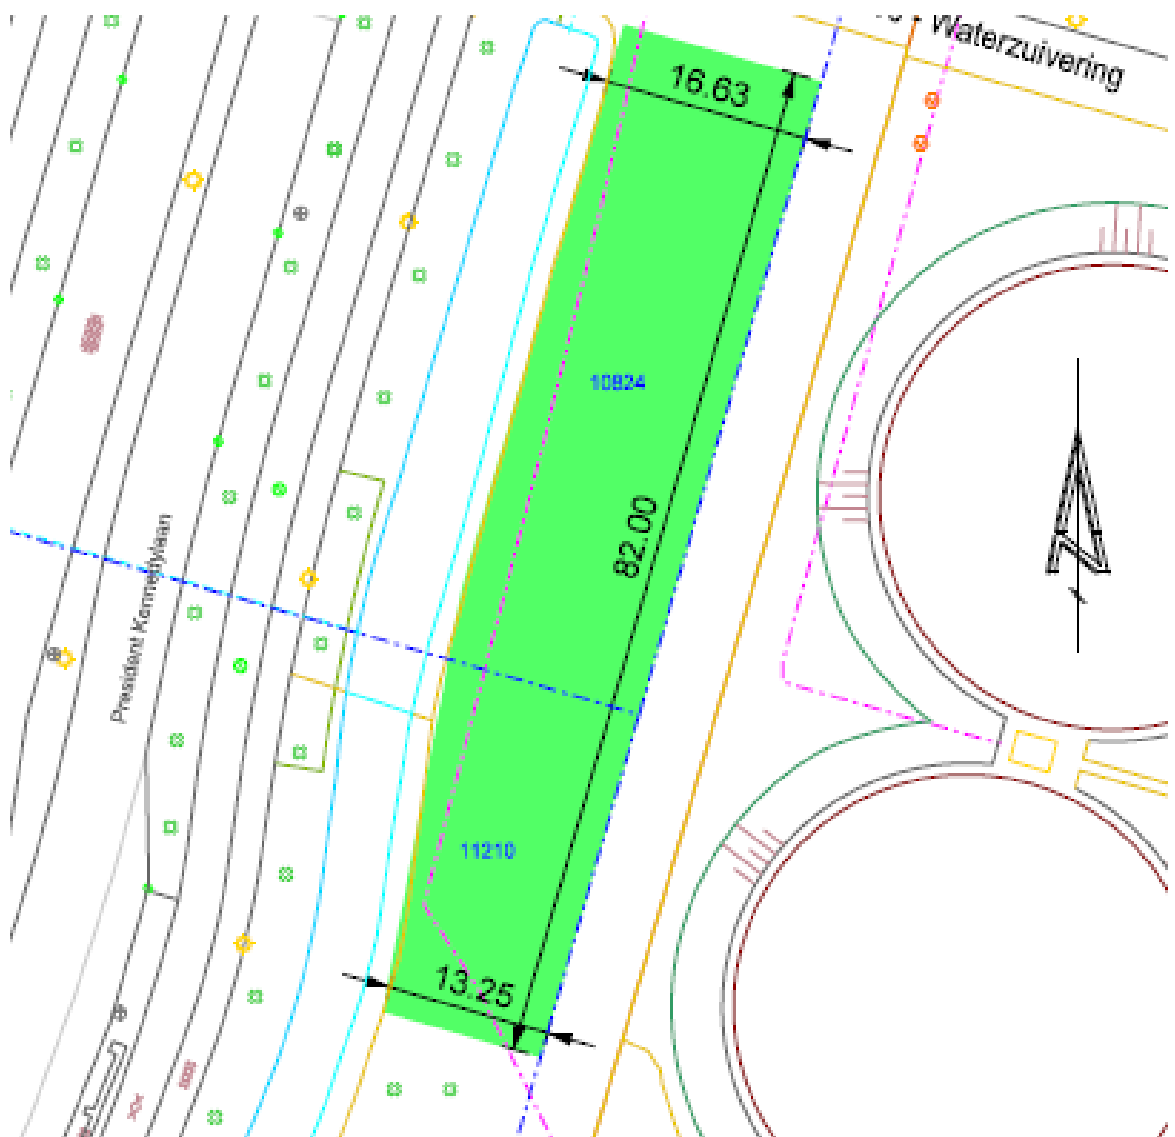 - Waterzuivering
16.63
10824
82.00
President Kennedylaan
11210
13.25